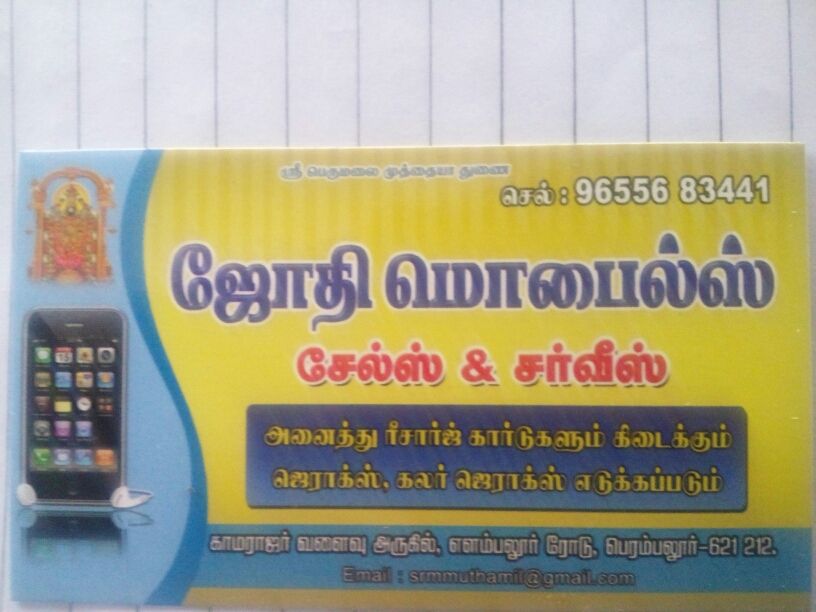 ஸ்ரீ பெருமலை முத்தையா துணை
செல் : 96556 83441
ஜோதி மொபைல்ஸ்
சேல்ஸ் & சர்வீஸ்
அனைத்து ரீசார்ஜ் கார்டுகளும் கிடைக்கும்
ஜெராக்ஸ், கலர் ஜெராக்ஸ் எடுக்கப்படும்
காமராஜர் வளைவு அருகில், எளம்பலூர் ரோடு, பெரம்பலூர்-621 212.
Email : srmmuthamil@gmail.com